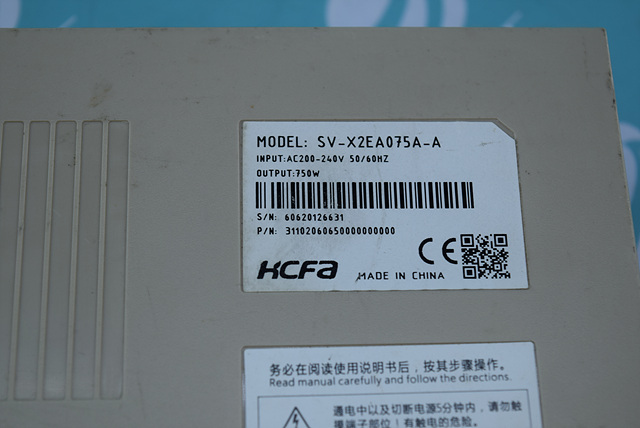 MODEL: SV-X2EA075A-A
INPUT:AC200-240V 50/60HZ
OUTPUT:750W
S/N: 60620126631
P/N: 31102060650000000000
HCFA MADE IN CHINA CE
务必在阅读使用说明书后，按其步骤操作。
Read manual carefully and follow the directions.
通电中以及切断电源5分钟内，请勿触
摸端子部位！有触电的危险。